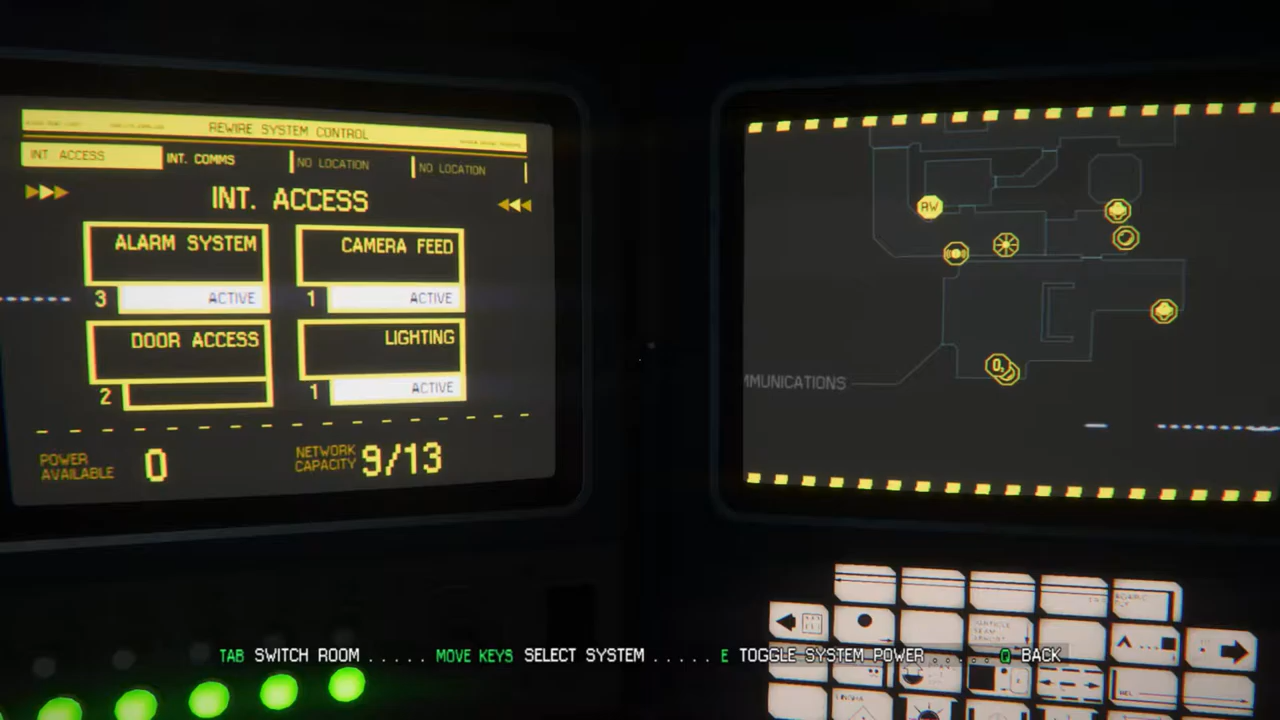 REWIRE SYSTEM CONTROL
INT. ACCESS
INT. COMMS
NO LOCATION
NO LOCATION
INT. ACCESS
ALARM SYSTEM
3 ACTIVE
CAMERA FEED
1 ACTIVE
DOOR ACCESS
2
LIGHTING
1 ACTIVE
POWER
AVAILABLE
0
NETWORK
CAPACITY
9/13
AW
MMUNICATIONS
TAB SWITCH ROOM ..... MOVE KEYS SELECT SYSTEM ..... E TOGGLE SYSTEM POWER ..... Q BACK